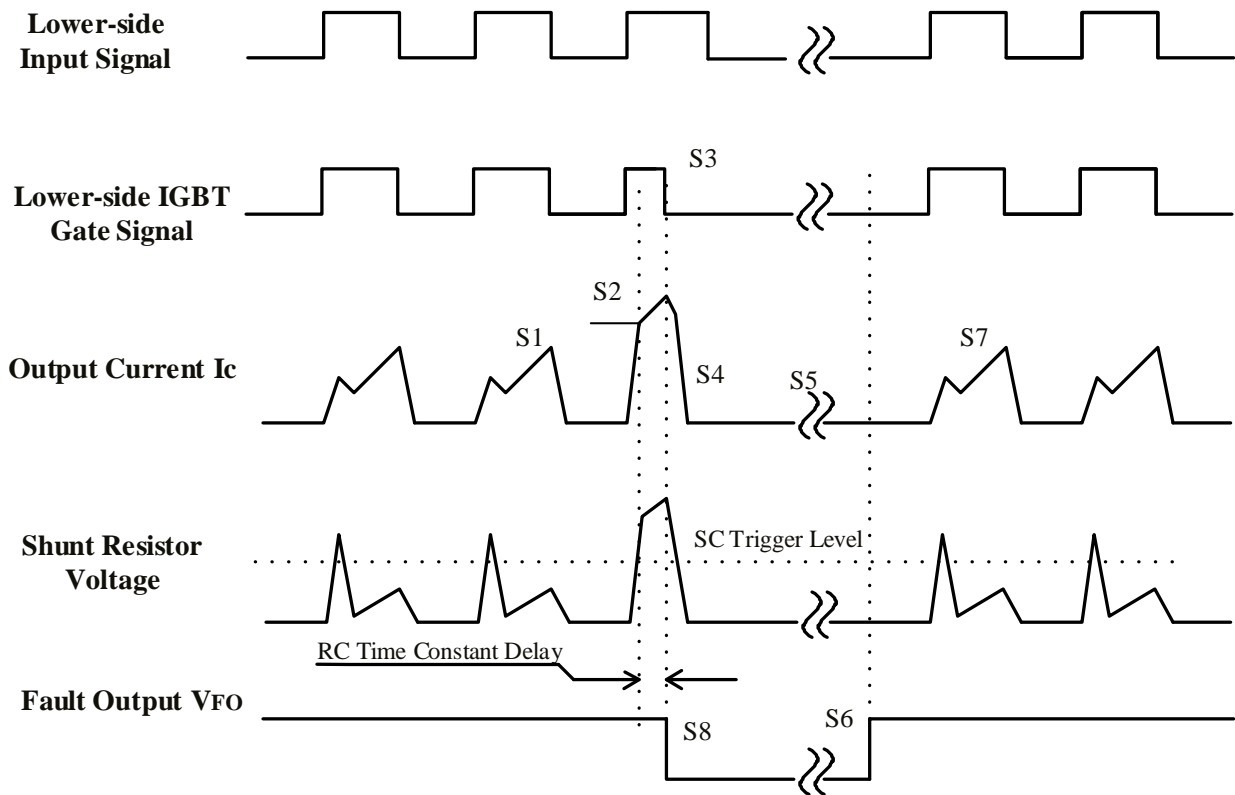 Lower-side
Input Signal
S3
Lower-side IGBT
Gate Signal
S2
S1
S7
Output Current Ic
S4
S5
SC Trigger Level
Shunt Resistor
Voltage
RC Time Constant Delay
Fault Output VFO
S8
S6